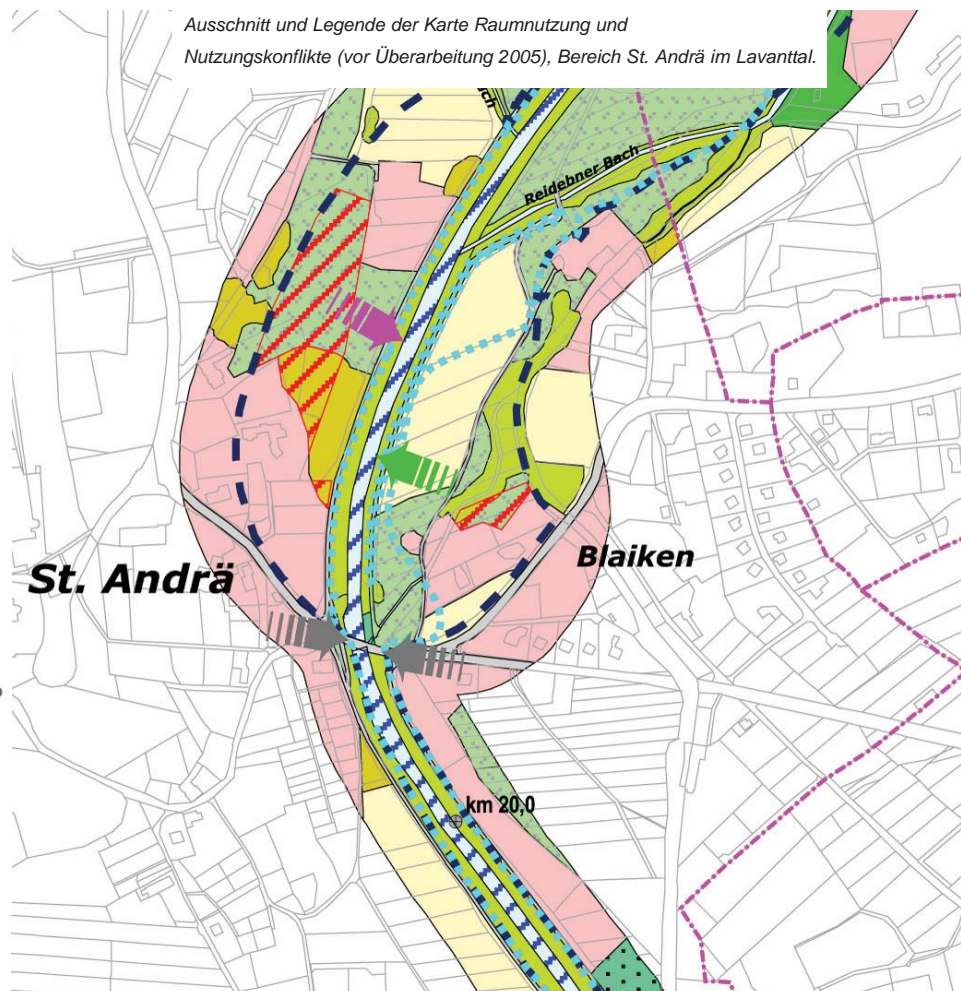 Ausschnitt und Legende der Karte Raumnutzung und
Nutzungskonflikte (vor Überarbeitung 2005), Bereich St. Andrä im Lavanttal.
Reidebner Bach
St. Andrä
Blaiken
km 20,0